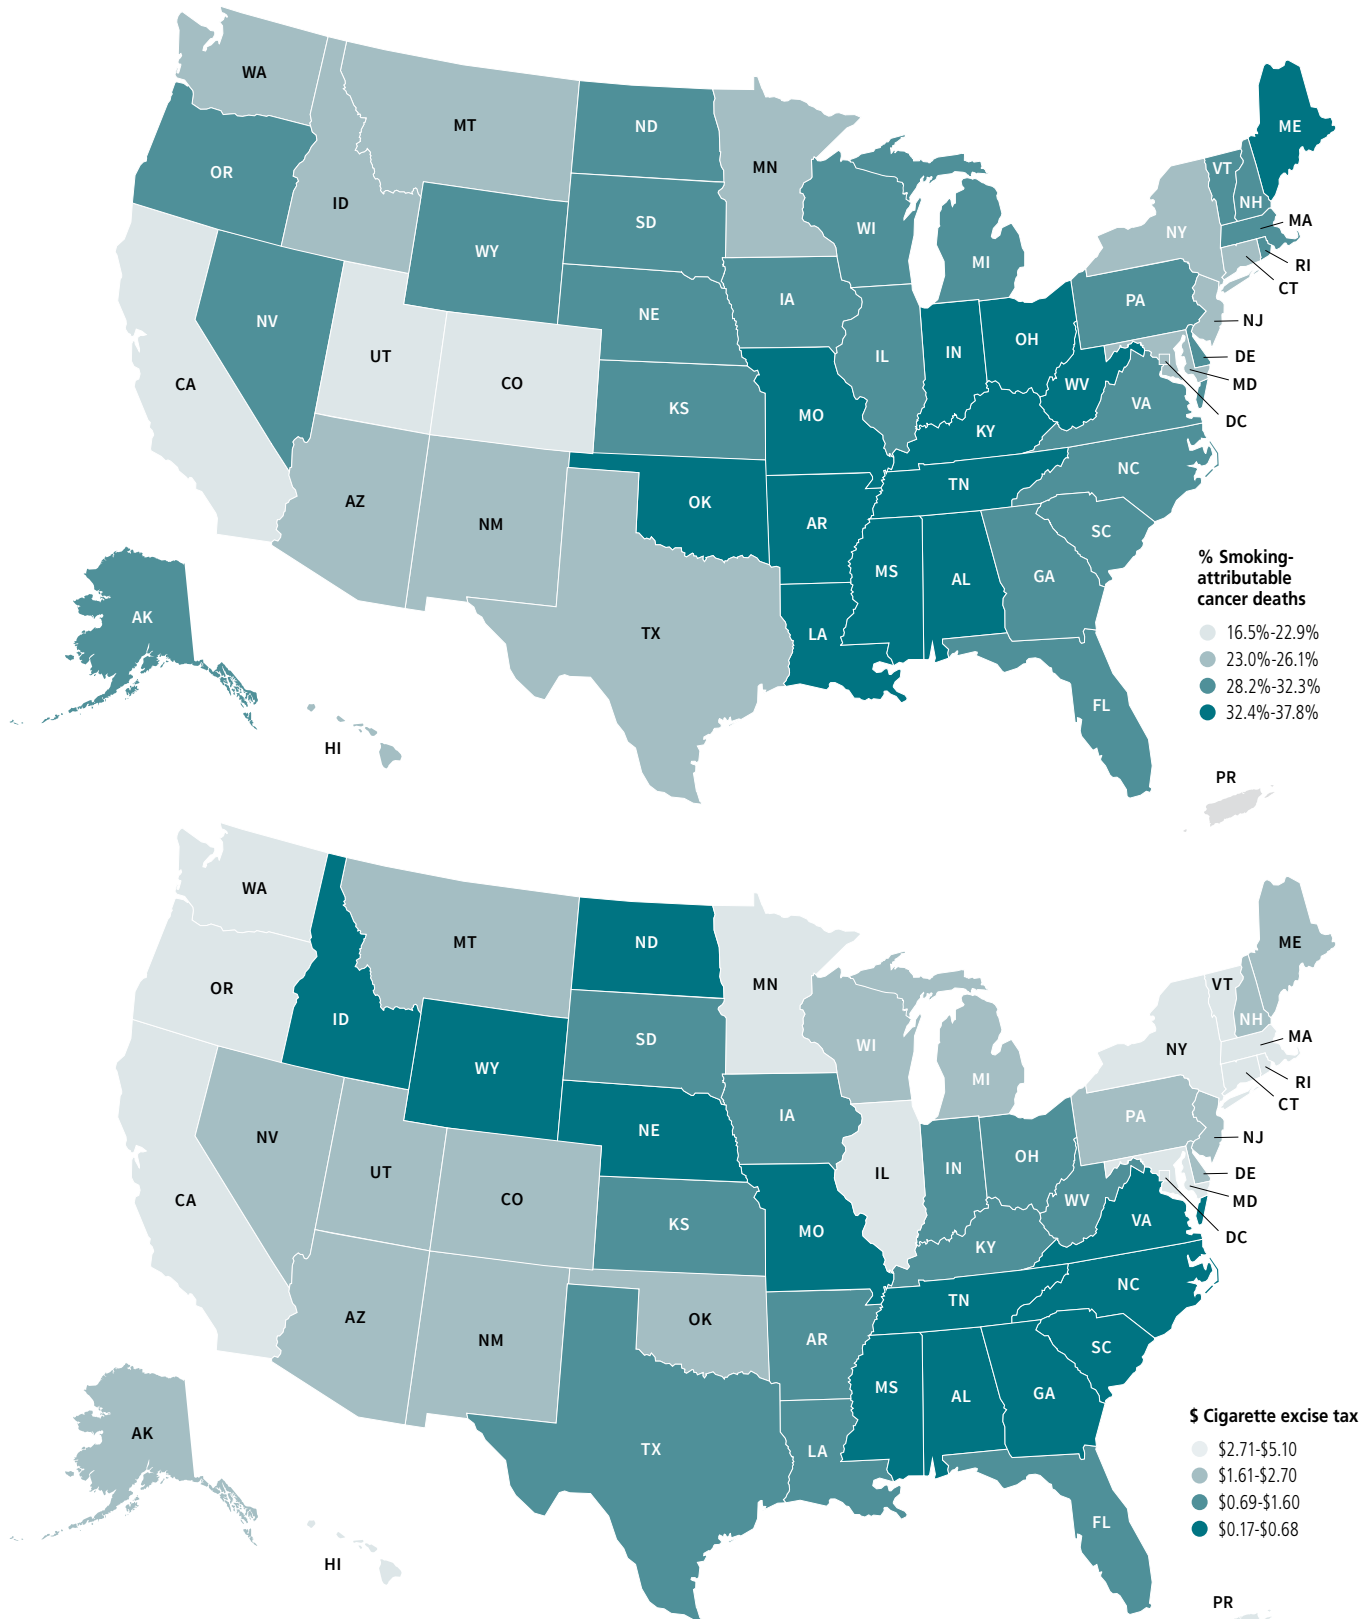 WA
MT
ND
MN
ME
OR
ID
SD
WI
MI
VT
NH
NY
MA
RI
CT
WY
IA
NE
PA
NJ
NV
UT
CO
IL
IN
OH
DE
MD
DC
CA
KS
MO
WV
VA
KY
AZ
NM
OK
AR
TN
NC
SC
MS
AL
GA
AK
TX
LA
FL
HI
PR
% Smoking-
attributable
cancer deaths
16.5%-22.9%
23.0%-26.1%
28.2%-32.3%
32.4%-37.8%
WA
MT
ND
MN
ME
OR
ID
SD
WI
MI
VT
NH
NY
MA
RI
CT
WY
IA
NE
PA
NJ
NV
UT
CO
IL
IN
OH
DE
MD
DC
CA
KS
MO
WV
VA
KY
AZ
NM
OK
AR
TN
NC
SC
MS
AL
GA
AK
TX
LA
FL
HI
$ Cigarette excise tax
$2.71-$5.10
$1.61-$2.70
$0.69-$1.60
$0.17-$0.68
PR